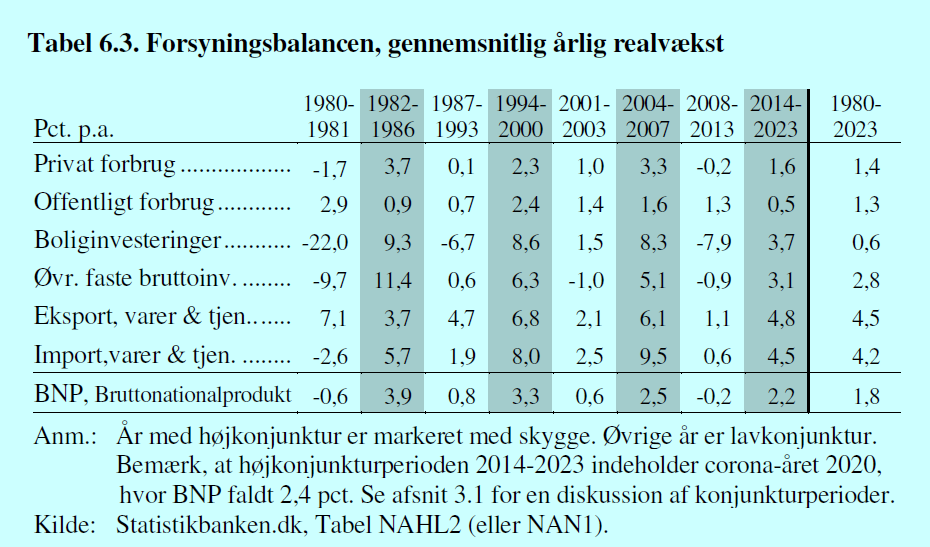 Tabel 6.3. Forsyningsbalancen, gennemsnitlig årlig realvækst
1980- 1982- 1987- 1994- 2001- 2004- 2008- 2014- 1980-
Pct. p.a. 1981 1986 1993 2000 2003 2007 2013 2023 2023
Privat forbrug .................. -1,7 3,7 0,1 2,3 1,0 3,3 -0,2 1,6 1,4
Offentligt forbrug............ 2,9 0,9 0,7 2,4 1,4 1,6 1,3 0,5 1,3
Boliginvesteringer........... -22,0 9,3 -6,7 8,6 1,5 8,3 -7,9 3,7 0,6
Øvr. faste bruttoinv. ........ -9,7 11,4 0,6 6,3 -1,0 5,1 -0,9 3,1 2,8
Eksport, varer & tjen........ 7,1 3,7 4,7 6,8 2,1 6,1 1,1 4,8 4,5
Import,varer & tjen. ........ -2,6 5,7 1,9 8,0 2,5 9,5 0,6 4,5 4,2
BNP, Bruttonationalprodukt -0,6 3,9 0,8 3,3 0,6 2,5 -0,2 2,2 1,8
Anm.: År med højkonjunktur er markeret med skygge. Øvrige år er lavkonjunktur.
Bemærk, at højkonjunkturperioden 2014-2023 indeholder corona-året 2020,
hvor BNP faldt 2,4 pct. Se afsnit 3.1 for en diskussion af konjunkturperioder.
Kilde: Statistikbanken.dk, Tabel NAHL2 (eller NAN1).